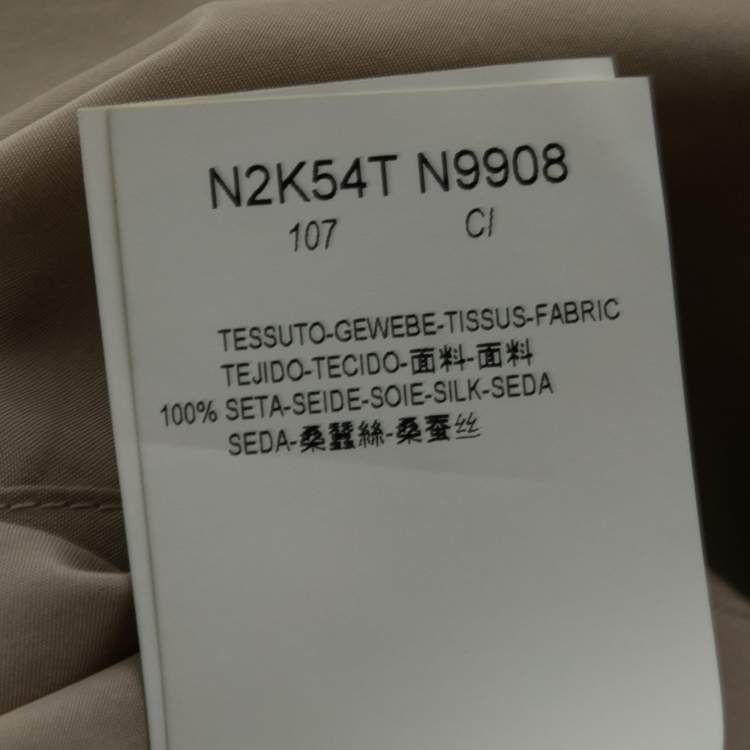 N2K54T N9908
107 CI
TESSUTO-GEWEBE-TISSUS-FABRIC
TEJIDO-TECIDO-面料-面料
100% SETA-SEIDE-SOIE-SILK-SEDA
SEDA-桑蠶絲-桑蚕丝